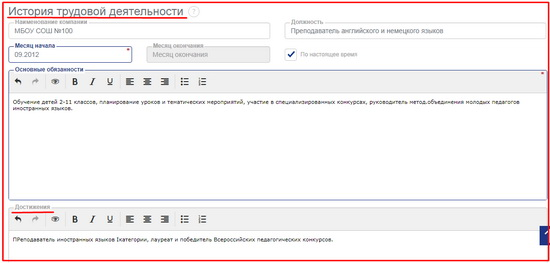 История трудовой деятельности ?
Наименование компании
МБОУ СОШ №100
Должность
Преподаватель английского и немецкого языков
Месяц начала *
09.2012
Месяц окончания
Месяц окончания
По настоящее время
Основные обязанности *
B I U
Обучение детей 2-11 классов, планирование уроков и тематических мероприятий, участие в специализированных конкурсах, руководитель метод.объединения молодых педагогов
иностранных языков.
Достижения
B I U
ПРеподаватель иностранных языков Iкатегории, лауреат и победитель Всероссийских педагогических конкурсов.